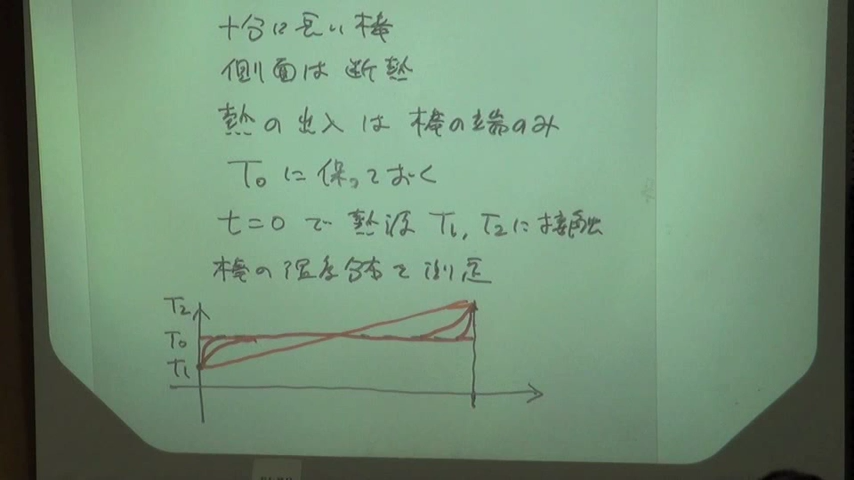 十分に長い棒
側面は断熱
熱の出入は棒の端のみ
T₀に保っておく
t=0で熱源T₁,T₂に接触
棒の温度分布を測定
T₂
T₀
T₁